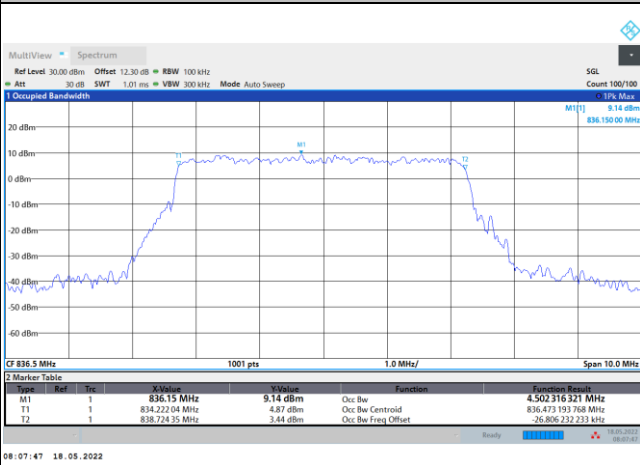 MultiView Spectrum
Ref Level 30.00 dBm Offset 12.30 dB RBW 100 kHz SGL
Att 30 dB SWT 1.01 ms VBW 300 kHz Mode Auto Sweep Count 100/100
1 Occupied Bandwidth 1Pk Max
M1[1] 9.14 dBm
836.150 00 MHz
20 dBm
M1
10 dBm
T1 T2
0 dBm
-10 dBm
-20 dBm
-30 dBm
-40 dBm
-50 dBm
-60 dBm
CF 836.5 MHz 1001 pts 1.0 MHz/ Span 10.0 MHz
2 Marker Table
Type Ref Trc X-Value Y-Value Function Function Result
M1 1 836.15 MHz 9.14 dBm Occ Bw 4.502 316 321 MHz
T1 1 834.222 04 MHz 4.87 dBm Occ Bw Centroid 836.473 193 768 MHz
T2 1 838.724 35 MHz 3.44 dBm Occ Bw Freq Offset -26.806 232 233 kHz
Ready 18.05.2022
08:07:47
08:07:47 18.05.2022